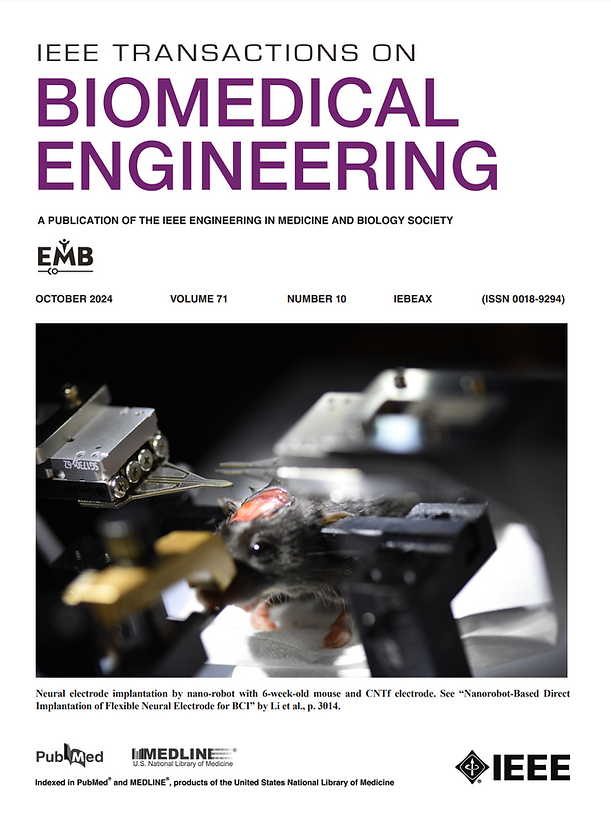 IEEE TRANSACTIONS ON
BIOMEDICAL
ENGINEERING
A PUBLICATION OF THE IEEE ENGINEERING IN MEDICINE AND BIOLOGY SOCIETY
EMB
OCTOBER 2024 VOLUME 71 NUMBER 10 IEBEAX (ISSN 0018-9294)
SG1730s-62
Neural electrode implantation by nano-robot with 6-week-old mouse and CNTf electrode. See “Nanorobot-Based Direct
Implantation of Flexible Neural Electrode for BCI” by Li et al., p. 3014.
PubMed MEDLINE®
U.S. National Library of Medicine
IEEE®
Indexed in PubMed® and MEDLINE®, products of the United States National Library of Medicine